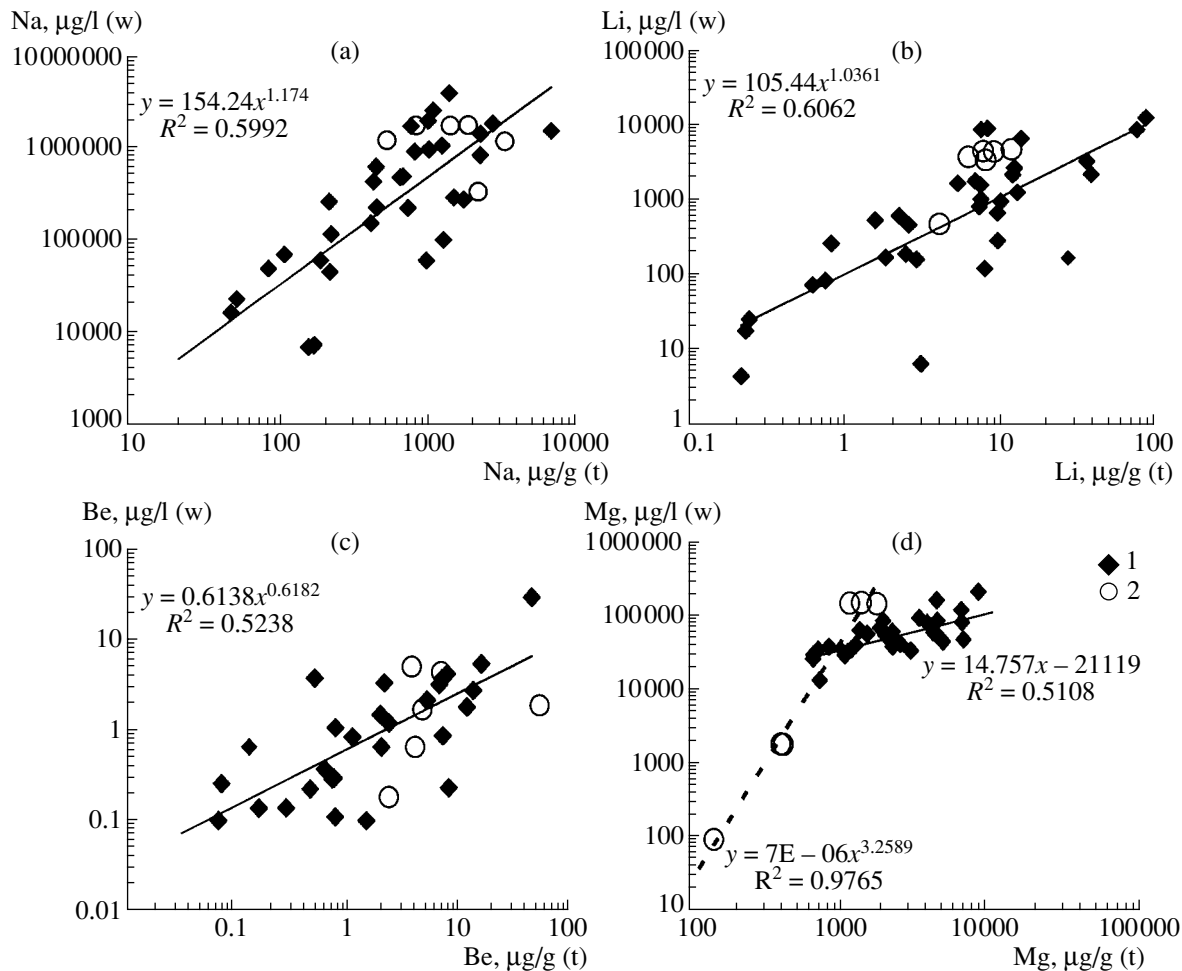 Na, μg/l (w)
(a)
10000000
1000000
100000
10000
1000
y = 154.24x^1.174
R^2 = 0.5992
10
100
1000
10000
Na, μg/g (t)
Li, μg/l (w)
(b)
100000
10000
1000
100
10
1
y = 105.44x^1.0361
R^2 = 0.6062
0.1
1
10
100
Li, μg/g (t)
Be, μg/l (w)
(c)
100
10
1
0.1
0.01
y = 0.6138x^0.6182
R^2 = 0.5238
0.1
1
10
100
Be, μg/g (t)
Mg, μg/l (w)
(d)
1000000
100000
10000
1000
100
10
1
2
y = 14.757x – 21119
R^2 = 0.5108
y = 7E – 06x^3.2589
R^2 = 0.9765
100
1000
10000
100000
Mg, μg/g (t)